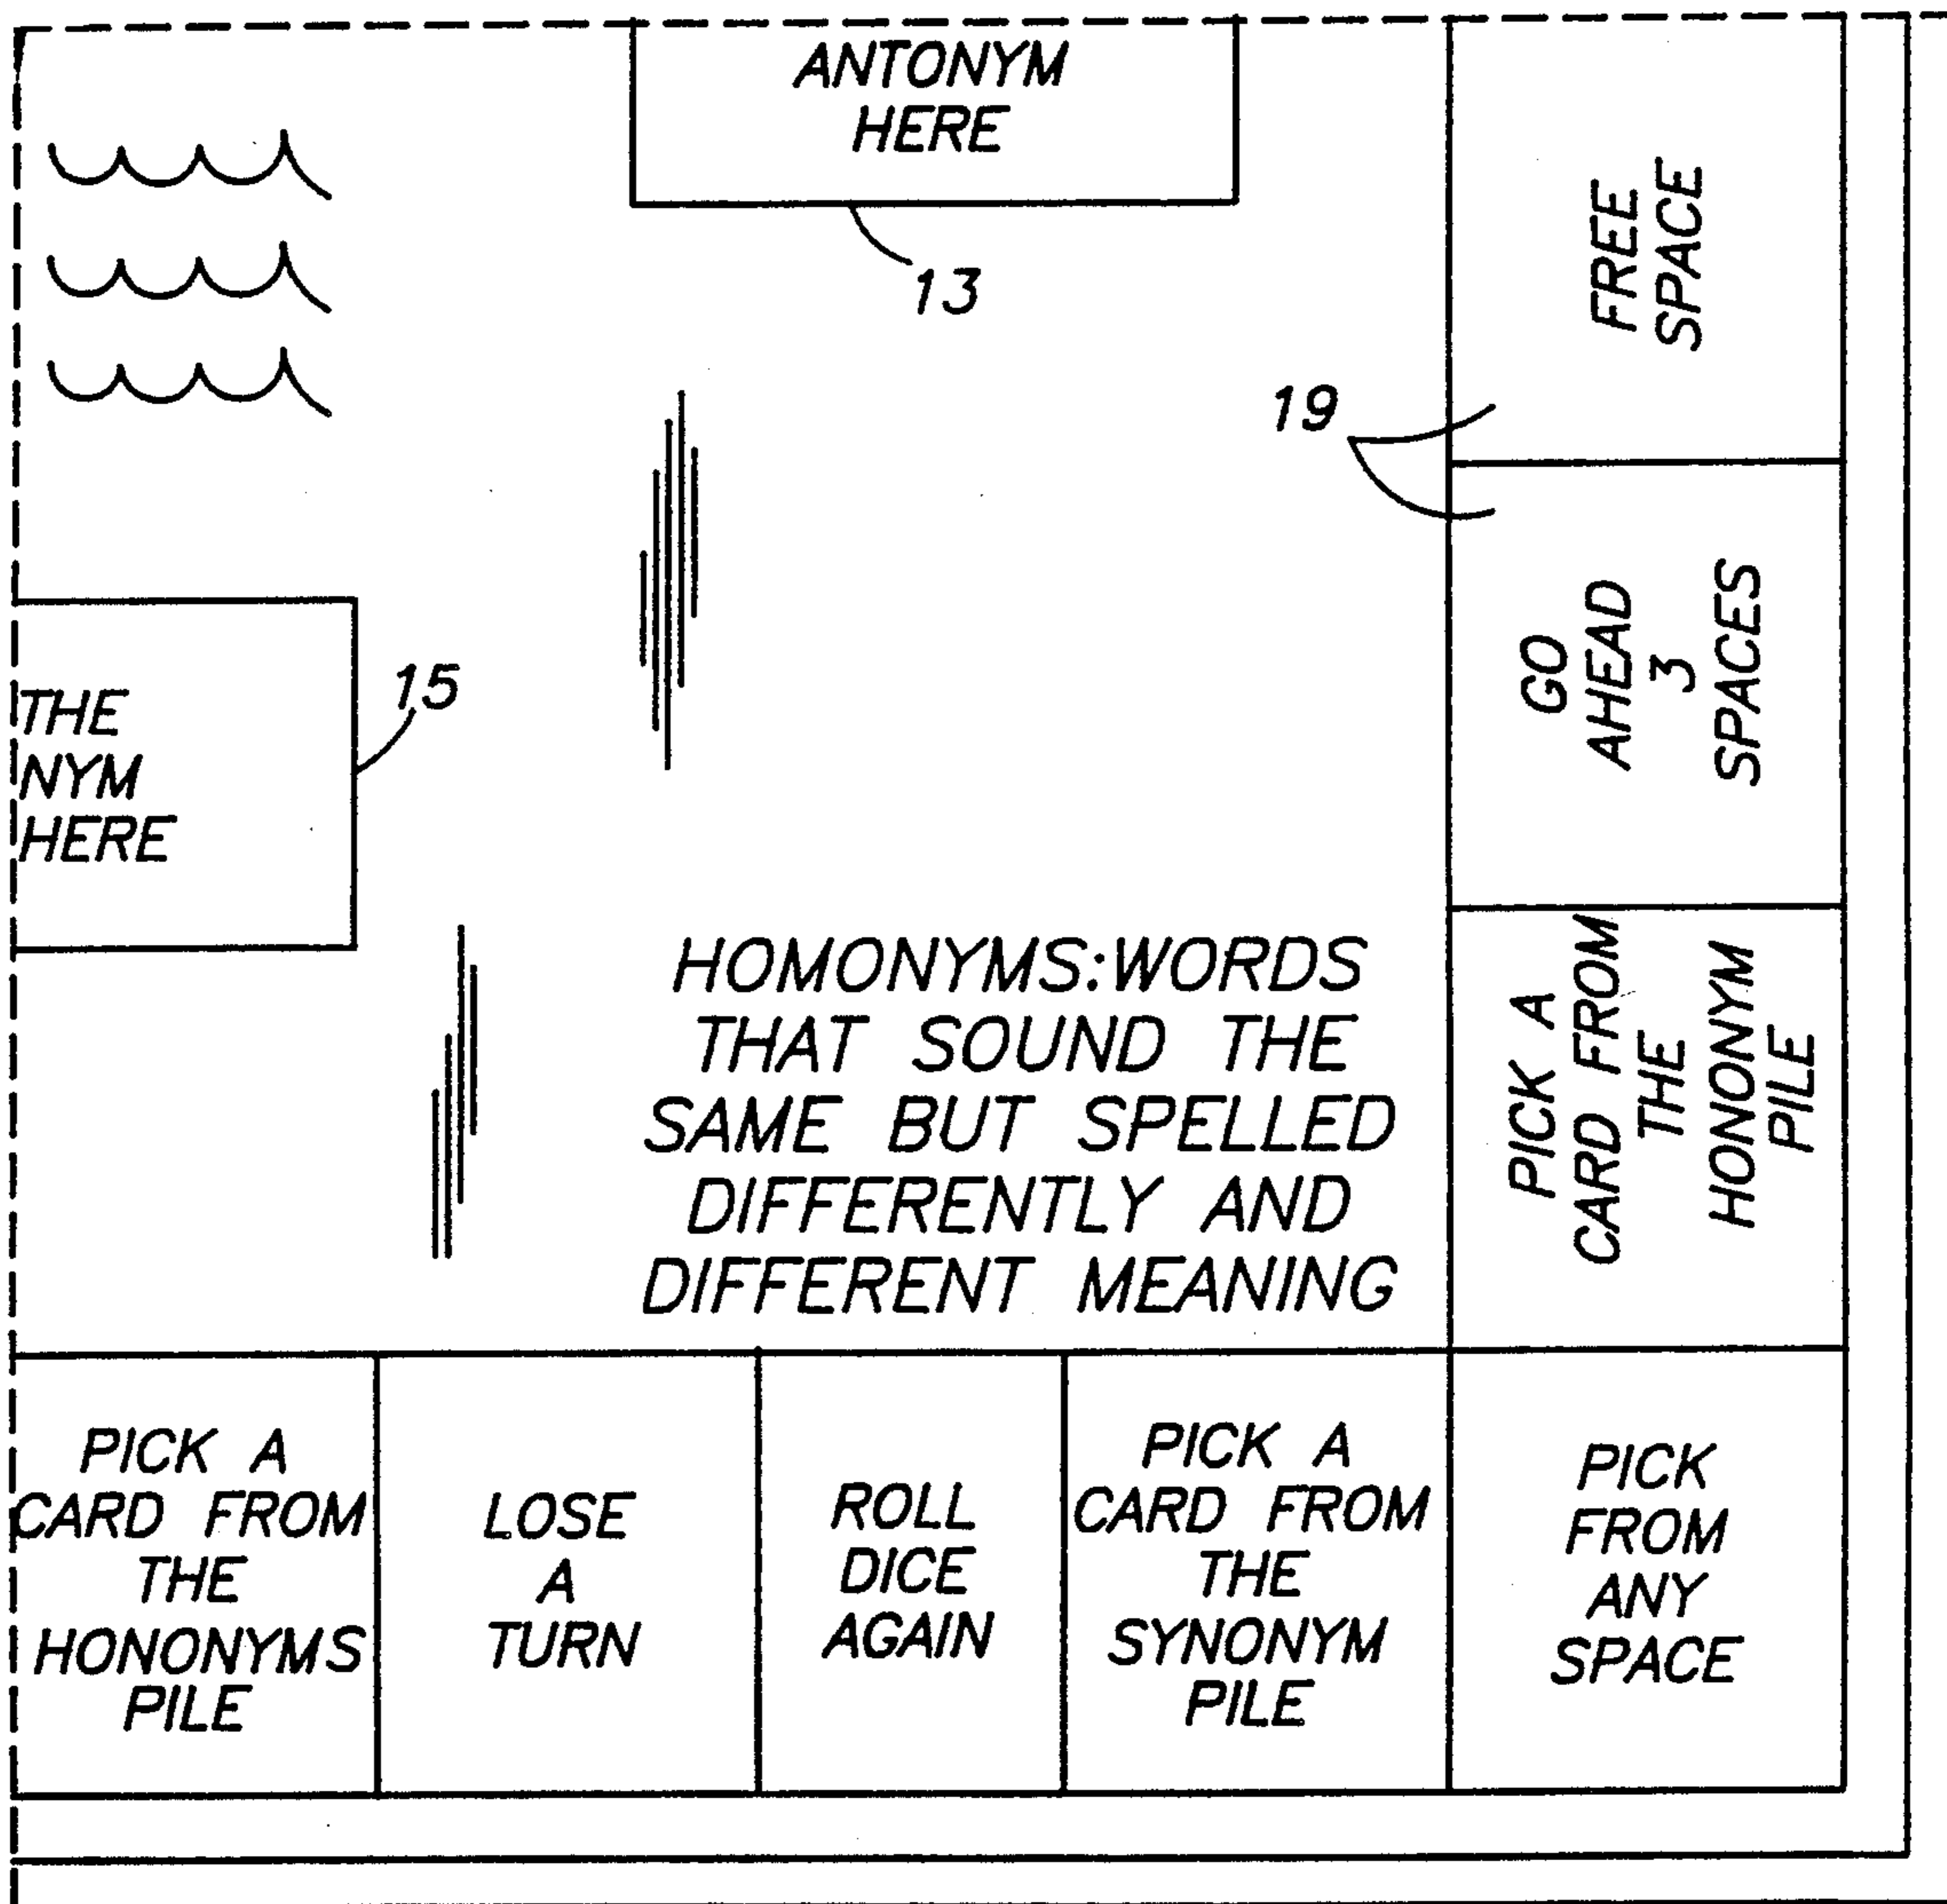 ANTONYM
HERE
13
FREE
SPACE
19
GO
AHEAD
3
SPACES
15
THE
NYM
HERE
HOMONYMS:WORDS
THAT SOUND THE
SAME BUT SPELLED
DIFFERENTLY AND
DIFFERENT MEANING
PICK A
CARD FROM
THE
HONONYM
PILE
PICK A
CARD FROM
THE
HONONYMS
PILE
LOSE
A
TURN
ROLL
DICE
AGAIN
PICK A
CARD FROM
THE
SYNONYM
PILE
PICK
FROM
ANY
SPACE